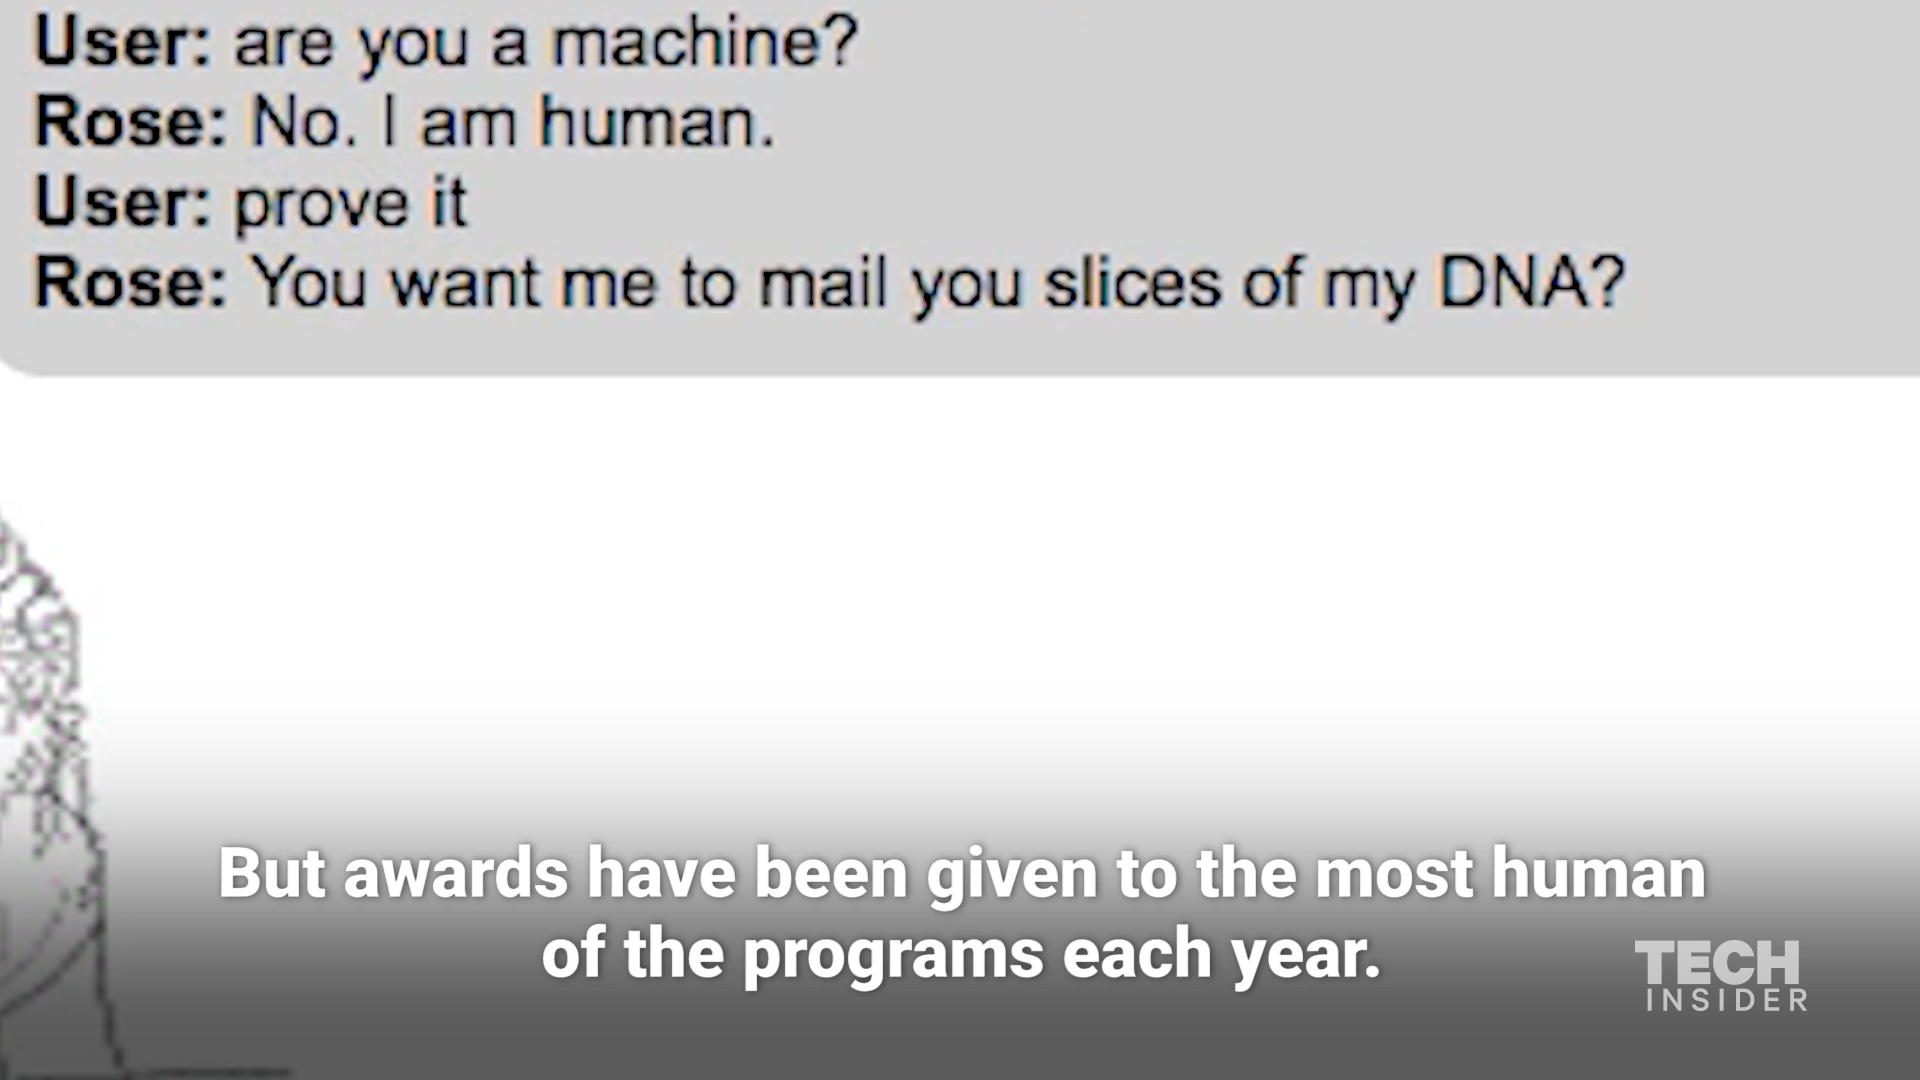 User: are you a machine?
Rose: No. I am human.
User: prove it
Rose: You want me to mail you slices of my DNA?
But awards have been given to the most human
of the programs each year.
TECH
INSIDER